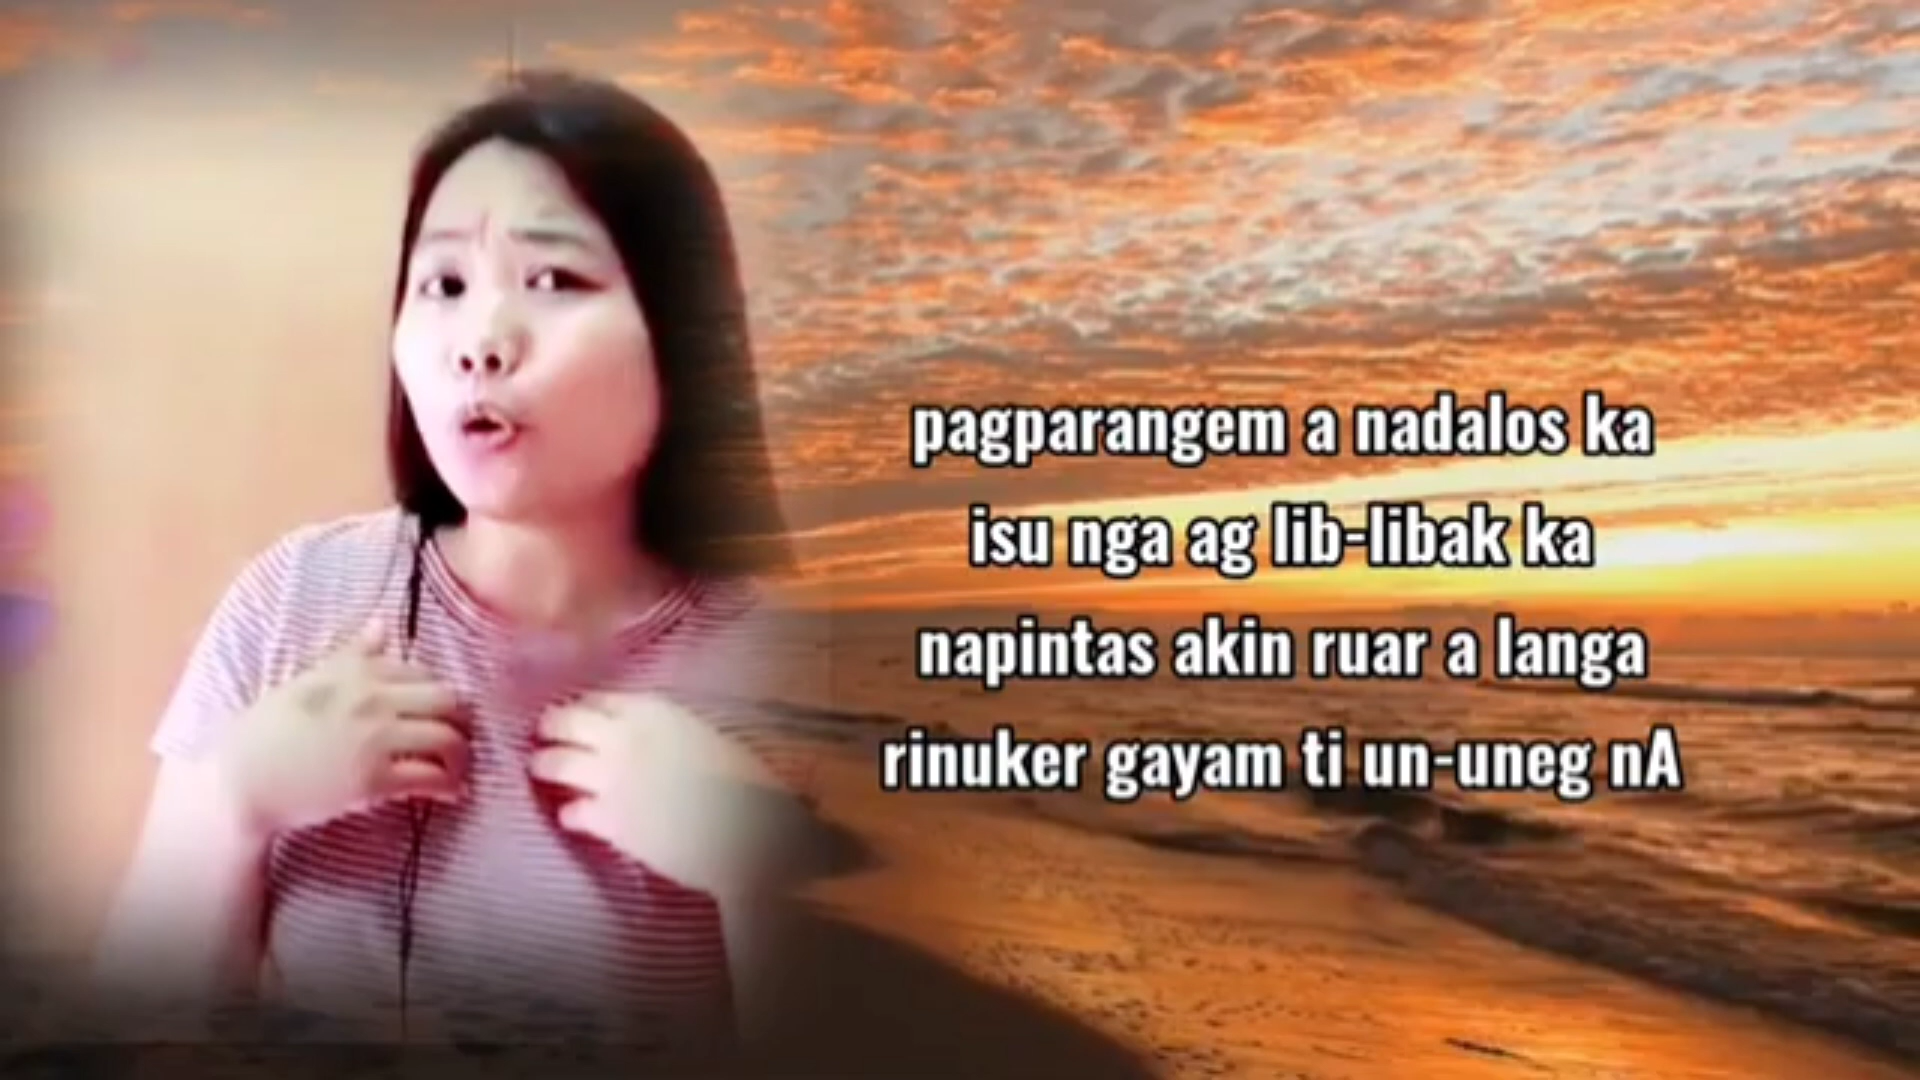 pagparangem a nadalos ka
isu nga ag lib-libak ka
napintas akin ruar a langa
rinuker gayam ti un-uneg nA